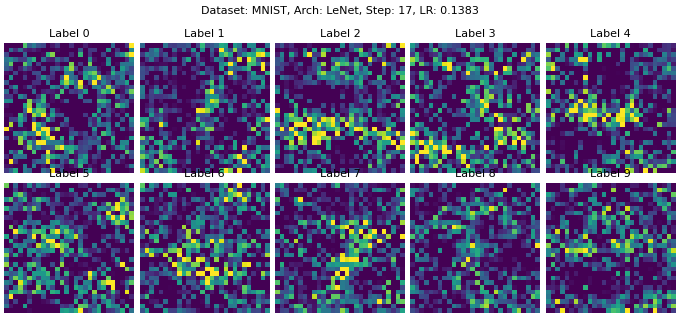 Dataset: MNIST, Arch: LeNet, Step: 17, LR: 0.1383
Label 0 Label 1 Label 2 Label 3 Label 4
Label 5 Label 6 Label 7 Label 8 Label 9